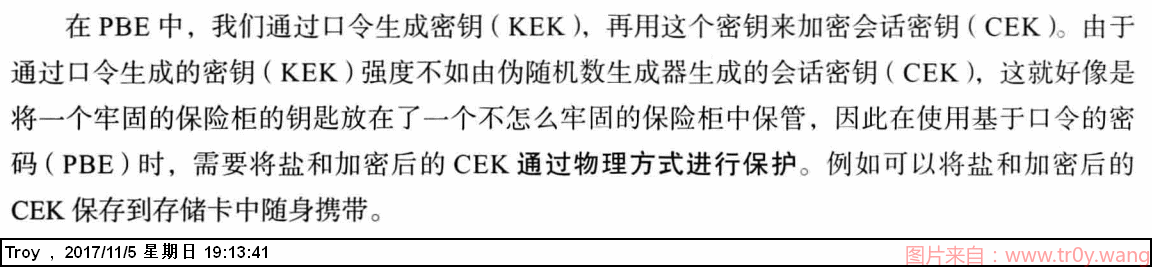 在 PBE 中，我们通过口令生成密钥（KEK），再用这个密钥来加密会话密钥（CEK）。由于
通过口令生成的密钥（KEK）强度不如由伪随机数生成器生成的会话密钥（CEK），这就好像是
将一个牢固的保险柜的钥匙放在了一个不怎么牢固的保险柜中保管，因此在使用基于口令的密
码（PBE）时，需要将盐和加密后的 CEK 通过物理方式进行保护。例如可以将盐和加密后的
CEK 保存到存储卡中随身携带。
Troy , 2017/11/5 星期日 19:13:41
图片来自：www.tr0y.wang